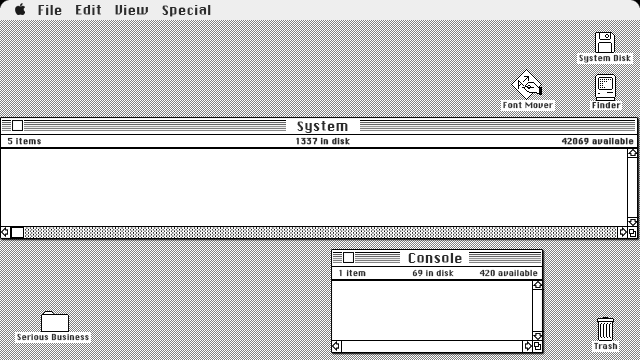 File Edit View Special
System Disk
Font Mover
Finder
System
5 items 1337 in disk 42069 available
Console
1 item 69 in disk 420 available
Serious Business
Trash